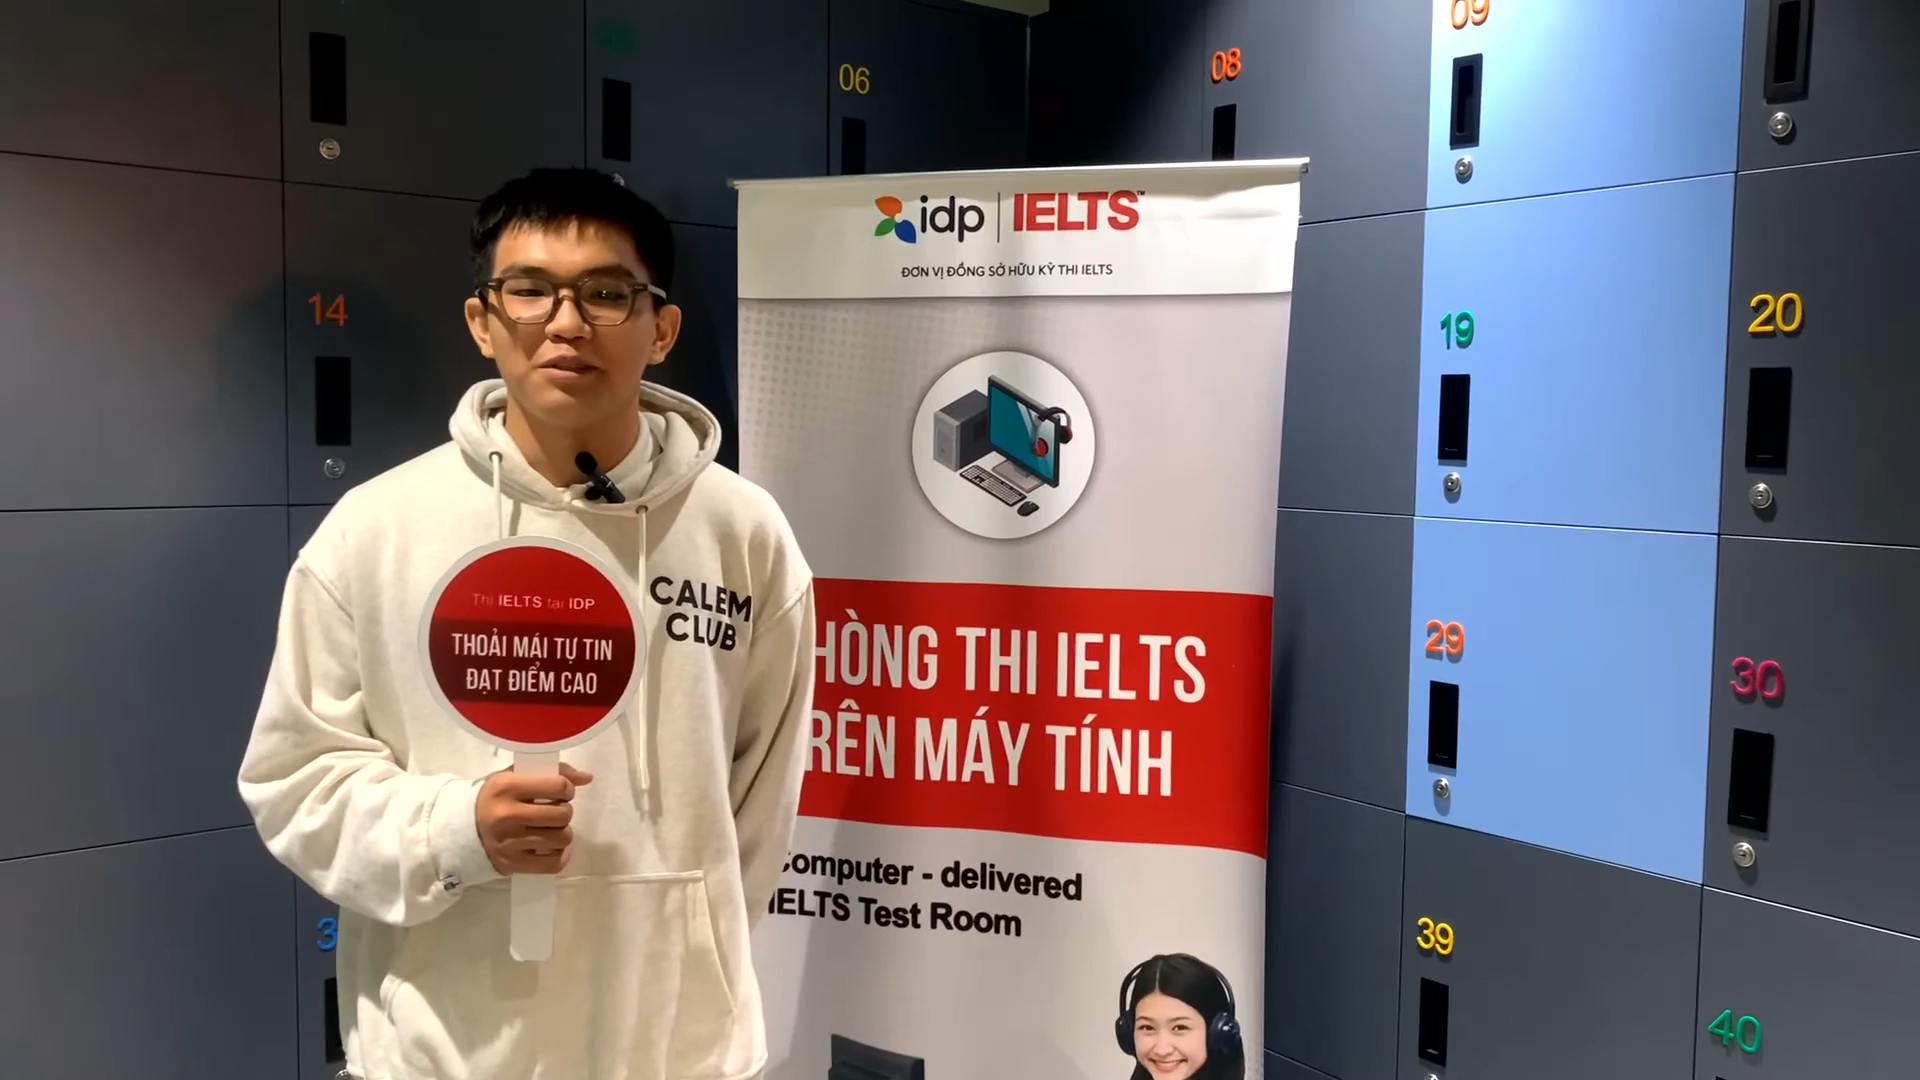 06
08
09
14
19
20
29
30
39
40
idp | IELTS™
ĐƠN VỊ ĐỒNG SỞ HỮU KỲ THI IELTS
HÒNG THI IELTS
RÊN MÁY TÍNH
omputer - delivered
IELTS Test Room
CALEM
CLUB
Thi IELTS tại IDP
THOẢI MÁI TỰ TIN
ĐẠT ĐIỂM CAO